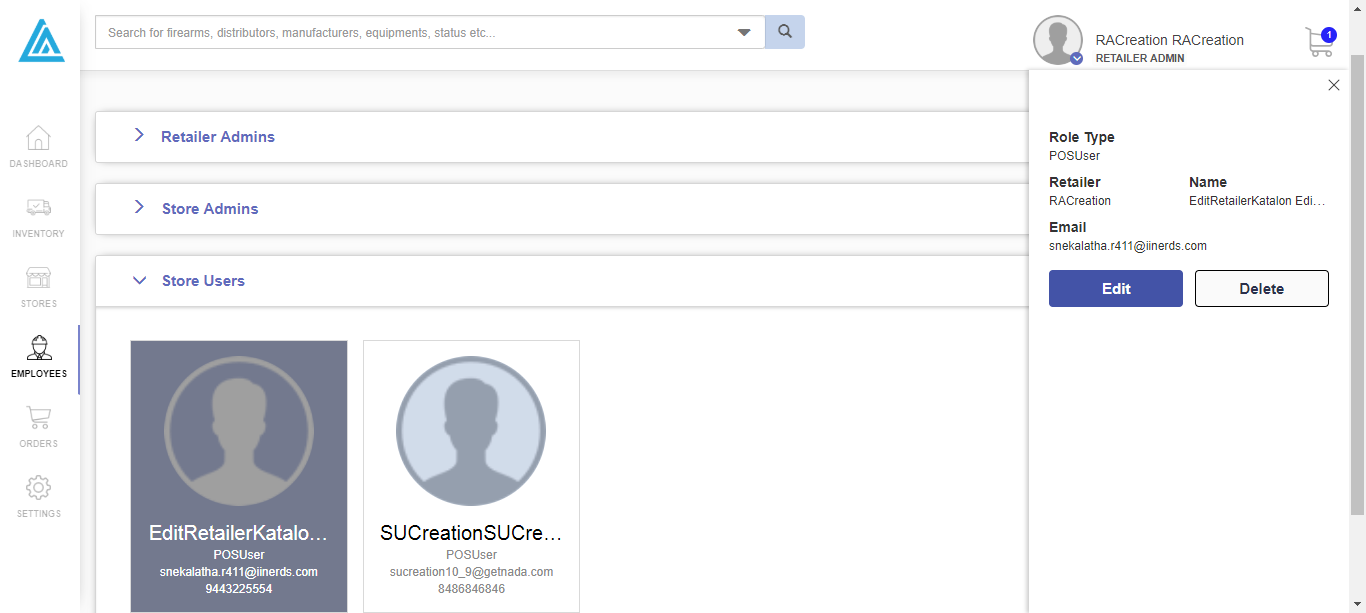 Search for firearms, distributors, manufacturers, equipments, status etc...
RACreation RACreation
RETAILER ADMIN
1
DASHBOARD
INVENTORY
STORES
EMPLOYEES
ORDERS
SETTINGS
Retailer Admins
Store Admins
Store Users
EditRetailerKatalo...
POSUser
snekalatha.r411@iinerds.com
9443225554
SUCreationSUCre...
POSUser
sucreation10_9@getnada.com
8486846846
Role Type
POSUser
Retailer
RACreation
Name
EditRetailerKatalon Edi...
Email
snekalatha.r411@iinerds.com
Edit
Delete